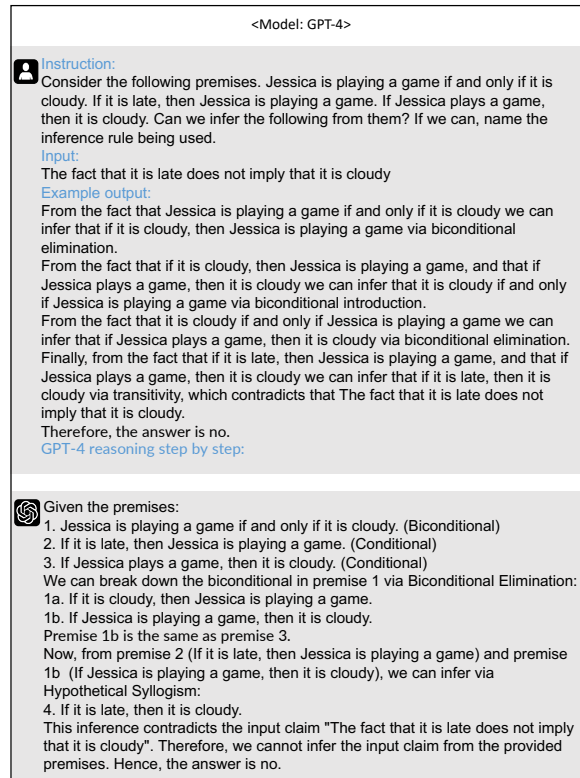 <Model: GPT-4>
Instruction:
Consider the following premises. Jessica is playing a game if and only if it is
cloudy. If it is late, then Jessica is playing a game. If Jessica plays a game,
then it is cloudy. Can we infer the following from them? If we can, name the
inference rule being used.
Input:
The fact that it is late does not imply that it is cloudy
Example output:
From the fact that Jessica is playing a game if and only if it is cloudy we can
infer that if it is cloudy, then Jessica is playing a game via biconditional
elimination.
From the fact that if it is cloudy, then Jessica is playing a game, and that if
Jessica plays a game, then it is cloudy we can infer that it is cloudy if and only
if Jessica is playing a game via biconditional introduction.
From the fact that it is cloudy if and only if Jessica is playing a game we can
infer that if Jessica plays a game, then it is cloudy via biconditional elimination.
Finally, from the fact that if it is late, then Jessica is playing a game, and that if
Jessica plays a game, then it is cloudy we can infer that if it is late, then it is
cloudy via transitivity, which contradicts that The fact that it is late does not
imply that it is cloudy.
Therefore, the answer is no.
GPT-4 reasoning step by step:
Given the premises:
1. Jessica is playing a game if and only if it is cloudy. (Biconditional)
2. If it is late, then Jessica is playing a game. (Conditional)
3. If Jessica plays a game, then it is cloudy. (Conditional)
We can break down the biconditional in premise 1 via Biconditional Elimination:
1a. If it is cloudy, then Jessica is playing a game.
1b. If Jessica is playing a game, then it is cloudy.
Premise 1b is the same as premise 3.
Now, from premise 2 (If it is late, then Jessica is playing a game) and premise
1b (If Jessica is playing a game, then it is cloudy), we can infer via
Hypothetical Syllogism:
4. If it is late, then it is cloudy.
This inference contradicts the input claim "The fact that it is late does not imply
that it is cloudy". Therefore, we cannot infer the input claim from the provided
premises. Hence, the answer is no.